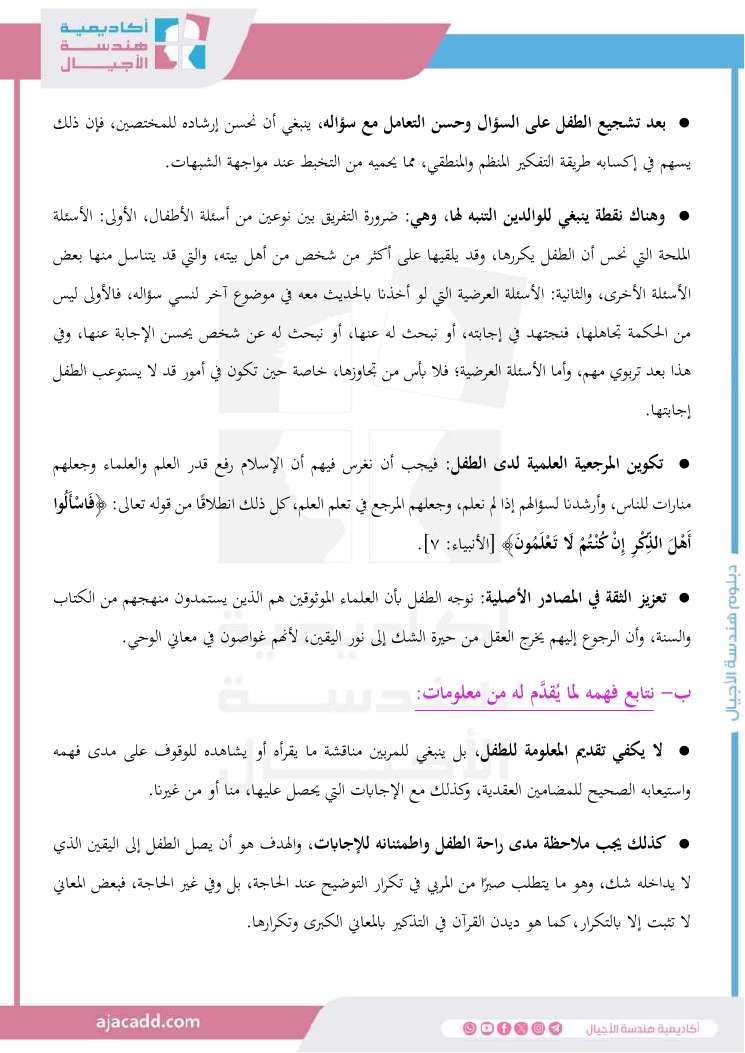 أكاديمية
هندسة
الأجيال
● بعد تشجيع الطفل على السؤال وحسن التعامل مع سؤاله، ينبغي أن نحسن إرشاده للمختصين، فإن ذلك
يسهم في إكسابه طريقة التفكير المنظم والمنطقي، مما يحميه من التخبط عند مواجهة الشبهات.
● وهناك نقطة ينبغي للوالدين التنبه لها، وهي: ضرورة التفريق بين نوعين من أسئلة الأطفال، الأولى: الأسئلة
الملحة التي نحس أن الطفل يكررها، وقد يلقيها على أكثر من شخص من أهل بيته، والتي قد يتناسل منها بعض
الأسئلة الأخرى، والثانية: الأسئلة العرضية التي لو أخذنا بالحديث معه في موضوع آخر لنسي سؤاله، فالأولى ليس
من الحكمة تجاهلها، فنجتهد في إجابته، أو نبحث له عنها، أو نبحث له عن شخص يحسن الإجابة عنها، وفي
هذا بعد تربوي مهم، وأما الأسئلة العرضية؛ فلا بأس من تجاوزها، خاصة حين تكون في أمور قد لا يستوعب الطفل
إجابتها.
● تكوين المرجعية العلمية لدى الطفل: فيجب أن نغرس فيهم أن الإسلام رفع قدر العلم والعلماء وجعلهم
منارات للناس، وأرشدنا لسؤالهم إذا لم نعلم، وجعلهم المرجع في تعلم العلم، كل ذلك انطلاقًا من قوله تعالى: ﴿فَاسْأَلُوا
أَهْلَ الذِّكْرِ إِنْ كُنْتُمْ لَا تَعْلَمُونَ﴾ [الأنبياء: ٧].
● تعزيز الثقة في المصادر الأصلية: نوجه الطفل بأن العلماء الموثوقين هم الذين يستمدون منهجهم من الكتاب
والسنة، وأن الرجوع إليهم يخرج العقل من حيرة الشك إلى نور اليقين، لأنهم غواصون في معاني الوحي.
ب- نتابع فهمه لما يُقدَّم له من معلومات:
● لا يكفي تقديم المعلومة للطفل، بل ينبغي للمربين مناقشة ما يقرأه أو يشاهده للوقوف على مدى فهمه
واستيعابه الصحيح للمضامين العقدية، وكذلك مع الإجابات التي يحصل عليها، منا أو من غيرنا.
● كذلك يجب ملاحظة مدى راحة الطفل واطمئنانه للإجابات، والهدف هو أن يصل الطفل إلى اليقين الذي
لا يداخله شك، وهو ما يتطلب صبرًا من المربي في تكرار التوضيح عند الحاجة، بل وفي غير الحاجة، فبعض المعاني
لا تثبت إلا بالتكرار، كما هو ديدن القرآن في التذكير بالمعاني الكبرى وتكرارها.
دبلوم هندسة الأجيال
أكاديمية
هندسة
الأجيال
أكاديمية هندسة الأجيال
ajacadd.com